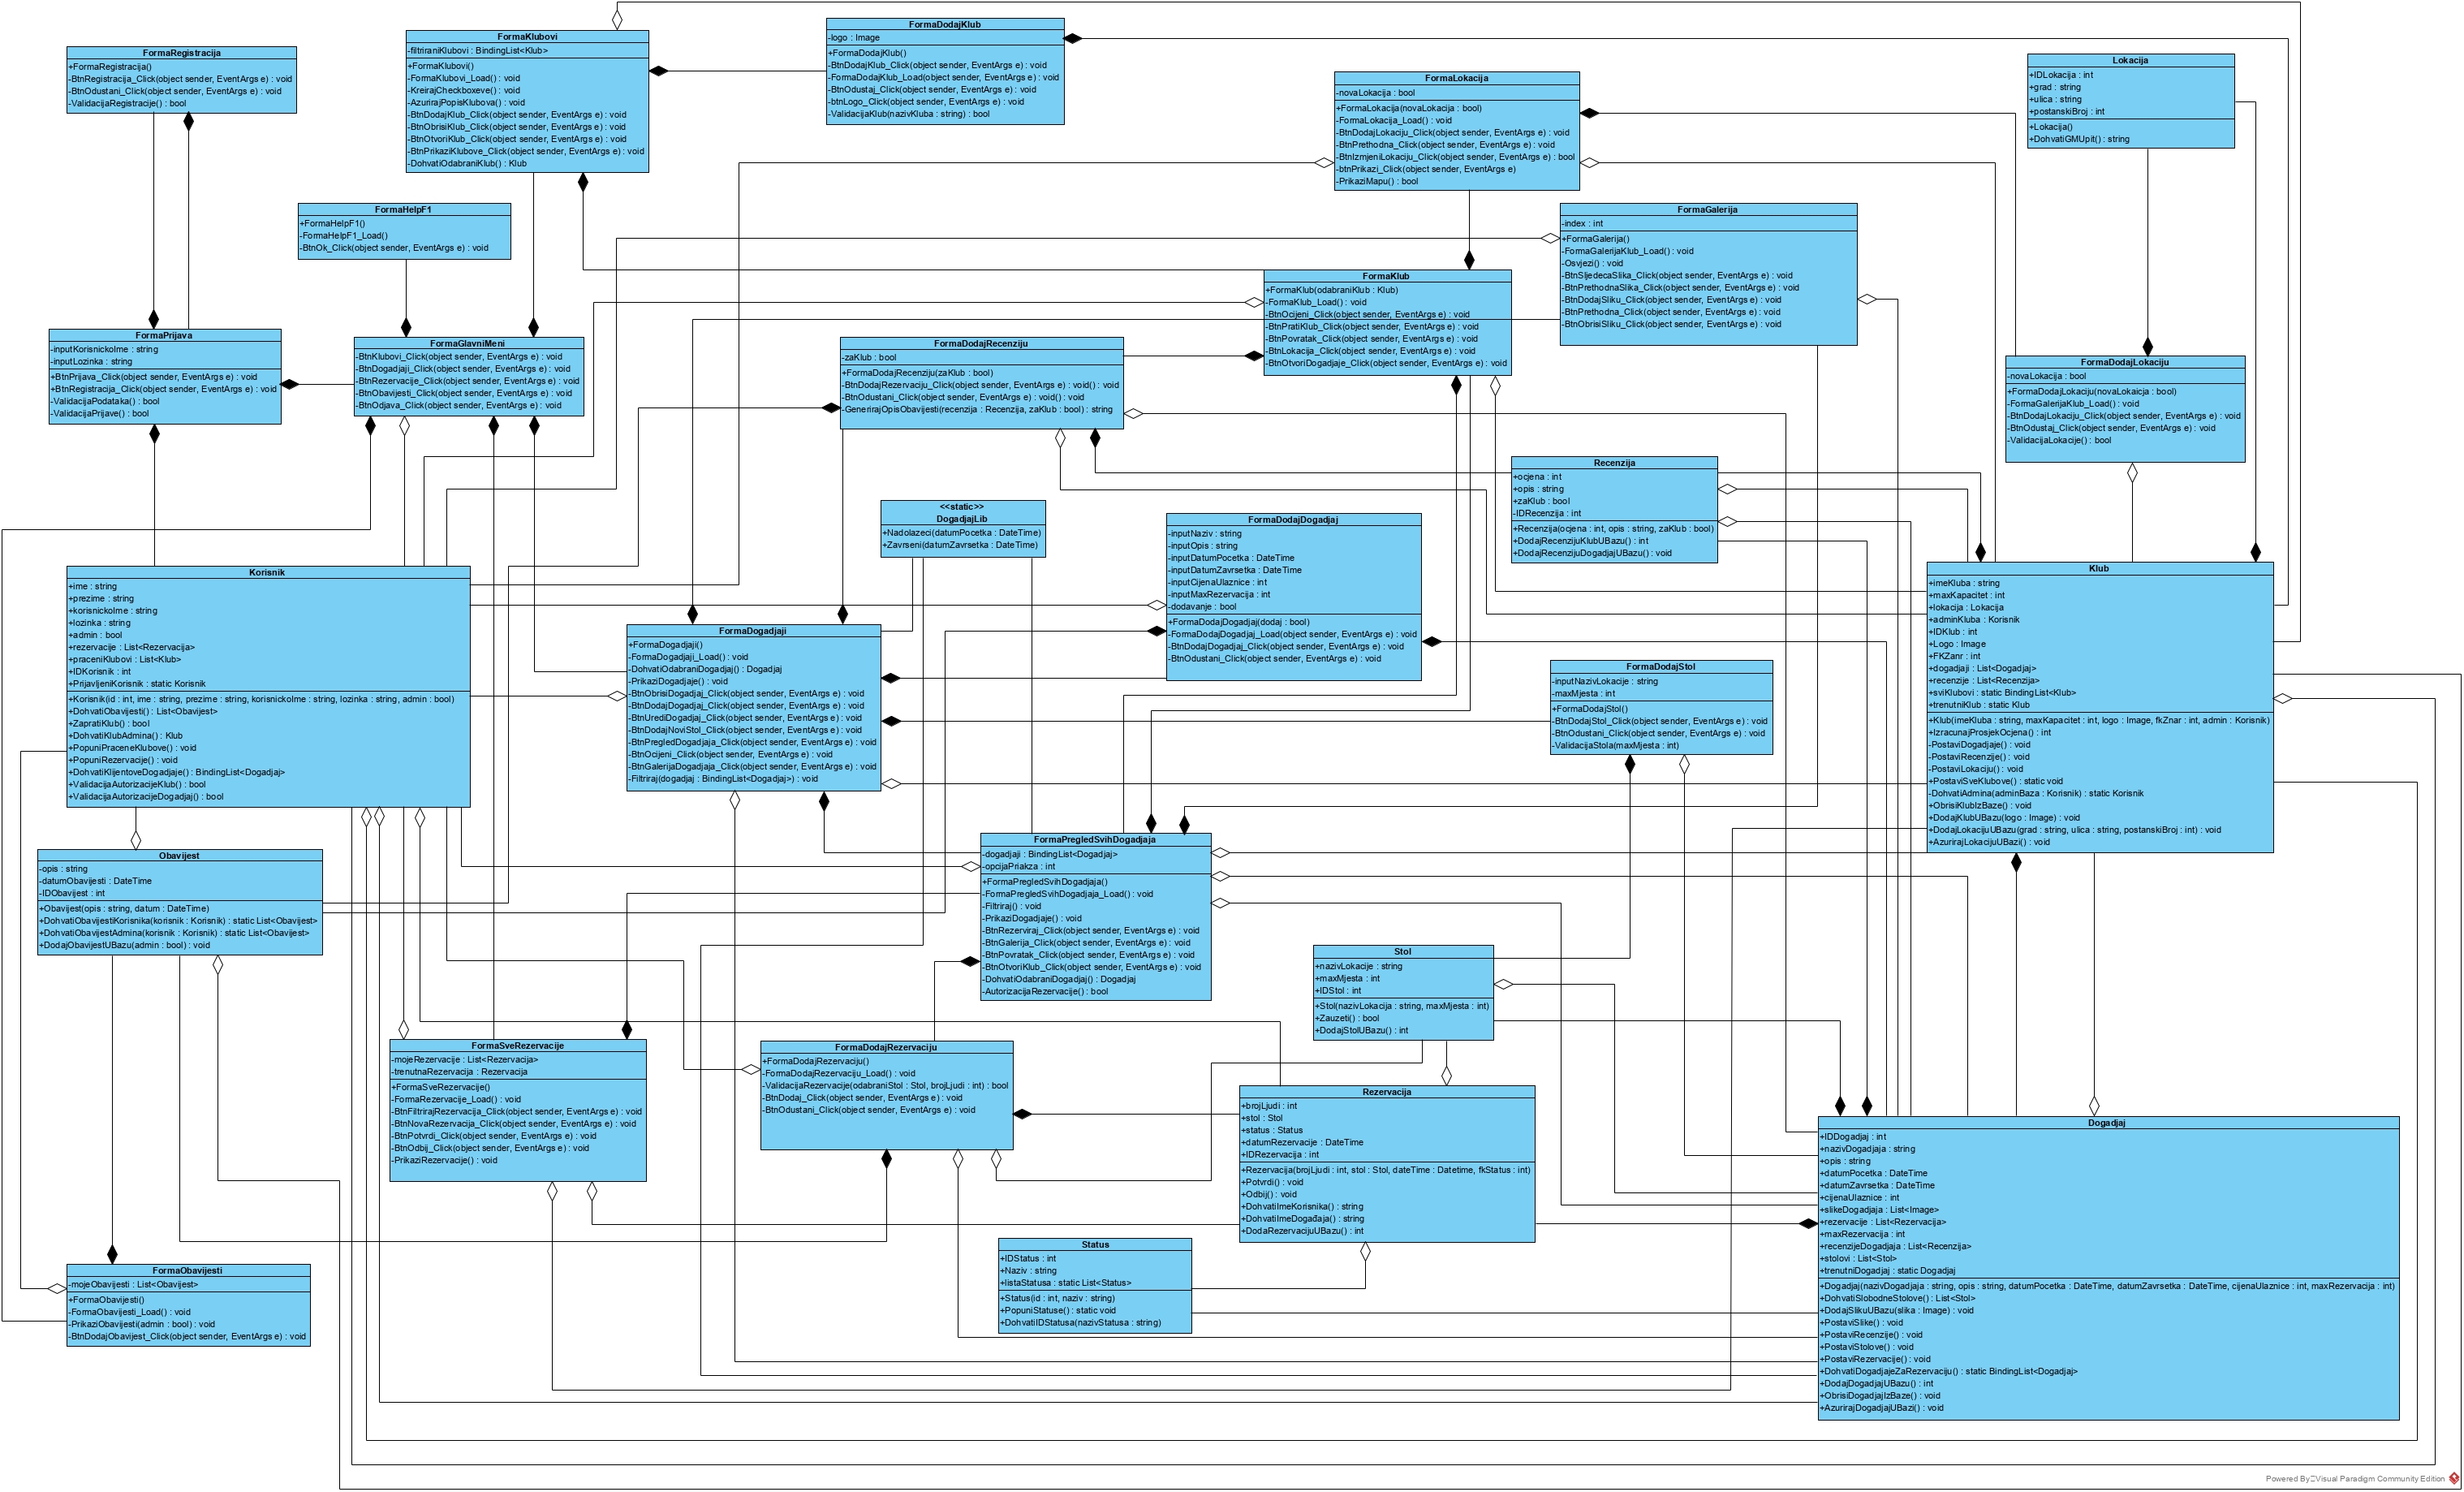 FormaRegistracija
+FormaRegistracija()
-BtnRegistracija_Click(object sender, EventArgs e) : void
-BtnOdustani_Click(object sender, EventArgs e) : void
-ValidacijaRegistracije() : bool
FormaKlubovi
-filtriraniKlubovi : BindingList<Klub>
+FormaKlubovi()
-FormaKlubovi_Load() : void
-KreirajCheckboxeve() : void
-AzurirajPopisKlubova() : void
-BtnDodajKlub_Click(object sender, EventArgs e) : void
-BtnObrisiKlub_Click(object sender, EventArgs e) : void
-BtnOtvoriKlub_Click(object sender, EventArgs e) : void
-BtnPrikaziKlubove_Click(object sender, EventArgs e) : void
-DohvatiOdabraniKlub() : Klub
FormaDodajKlub
-logo : Image
+FormaDodajKlub()
-BtnDodajKlub_Click(object sender, EventArgs e) : void
-FormaDodajKlub_Load(object sender, EventArgs e) : void
-BtnOdustaj_Click(object sender, EventArgs e) : void
-btnLogo_Click(object sender, EventArgs e) : void
-ValidacijaKlub(nazivKluba : string) : bool
FormaLokacija
-novaLokacija : bool
+FormaLokacija(novaLokacija : bool)
-FormaLokacija_Load() : void
-BtnDodajLokaciju_Click(object sender, EventArgs e) : void
-BtnPrethodna_Click(object sender, EventArgs e) : void
-BtnIzmjeniLokaciju_Click(object sender, EventArgs e) : bool
-btnPrikazi_Click(object sender, EventArgs e)
-PrikaziMapu() : bool
Lokacija
+IDLokacija : int
+grad : string
+ulica : string
+postanskiBroj : int
+Lokacija()
+DohvatiGMUpit() : string
FormaHelpF1
+FormaHelpF1()
-FormaHelpF1_Load()
-BtnOk_Click(object sender, EventArgs e) : void
FormaGalerija
-index : int
+FormaGalerija()
-FormaGalerijaKlub_Load() : void
-Osvjezi() : void
-BtnSljedecaSlika_Click(object sender, EventArgs e) : void
-BtnPrethodnaSlika_Click(object sender, EventArgs e) : void
-BtnDodajSliku_Click(object sender, EventArgs e) : void
-BtnPrethodna_Click(object sender, EventArgs e) : void
-BtnObrisiSliku_Click(object sender, EventArgs e) : void
FormaKlub
+FormaKlub(odabraniKlub : Klub)
-FormaKlub_Load() : void
-BtnOcijeni_Click(object sender, EventArgs e) : void
-BtnPratiKlub_Click(object sender, EventArgs e) : void
-BtnPovratak_Click(object sender, EventArgs e) : void
-BtnLokacija_Click(object sender, EventArgs e) : void
-BtnOtvoriDogadjaje_Click(object sender, EventArgs e) : void
FormaPrijava
-inputKorisnickoIme : string
-inputLozinka : string
+BtnPrijava_Click(object sender, EventArgs e) : void
+BtnRegistracija_Click(object sender, EventArgs e) : void
-ValidacijaPodataka() : bool
-ValidacijaPrijave() : bool
FormaGlavniMeni
-BtnKlubovi_Click(object sender, EventArgs e) : void
-BtnDogadjaji_Click(object sender, EventArgs e) : void
-BtnRezervacije_Click(object sender, EventArgs e) : void
-BtnObavijesti_Click(object sender, EventArgs e) : void
-BtnOdjava_Click(object sender, EventArgs e) : void
FormaDodajRecenziju
-zaKlub : bool
+FormaDodajRecenziju(zaKlub : bool)
-BtnDodajRezervaciju_Click(object sender, EventArgs e) : void() : void
-BtnOdustani_Click(object sender, EventArgs e) : void() : void
-GenerirajOpisObavijesti(recenzija : Recenzija, zaKlub : bool) : string
FormaDodajLokaciju
-novaLokacija : bool
+FormaDodajLokaciju(novaLokaicja : bool)
-FormaGalerijaKlub_Load() : void
-BtnDodajLokaciju_Click(object sender, EventArgs e) : void
-BtnOdustaj_Click(object sender, EventArgs e) : void
-ValidacijaLokacije() : bool
Recenzija
+ocjena : int
+opis : string
+zaKlub : bool
-IDRecenzija : int
+Recenzija(ocjena : int, opis : string, zaKlub : bool)
+DodajRecenzijuKlubUBazu() : int
+DodajRecenzijuDogadjajUBazu() : void
<<static>>
DogadjajLib
+Nadolazeci(datumPocetka : DateTime)
+Zavrseni(datumZavrsetka : DateTime)
FormaDodajDogadjaj
-inputNaziv : string
-inputOpis : string
-inputDatumPocetka : DateTime
-inputDatumZavrsetka : DateTime
-inputCijenaUlaznice : int
-inputMaxRezervacija : int
-dodavanje : bool
+FormaDodajDogadjaj(dodaj : bool)
-FormaDodajDogadjaj_Load(object sender, EventArgs e) : void
-BtnDodajDogadjaj_Click(object sender, EventArgs e) : void
-BtnOdustani_Click(object sender, EventArgs e) : void
Korisnik
+ime : string
+prezime : string
+korisnickoIme : string
+lozinka : string
+admin : bool
+rezervacije : List<Rezervacija>
+praceniKlubovi : List<Klub>
+IDKorisnik : int
+PrijavljeniKorisnik : static Korisnik
+Korisnik(id : int, ime : string, prezime : string, korisnickoIme : string, lozinka : string, admin : bool)
+DohvatiObavijesti() : List<Obavijest>
+ZapratiKlub() : bool
+DohvatiKlubAdmina() : Klub
+PopuniPraceneKlubove() : void
+PopuniRezervacije() : void
+DohvatiKlijentoveDogadjaje() : BindingList<Dogadjaj>
+ValidacijaAutorizacijeKlub() : bool
+ValidacijaAutorizacijeDogadjaj() : bool
Klub
+imeKluba : string
+maxKapacitet : int
+lokacija : Lokacija
+adminKluba : Korisnik
+IDKlub : int
+Logo : Image
+FKZanr : int
+dogadjaji : List<Dogadjaj>
+recenzije : List<Recenzija>
+sviKlubovi : static BindingList<Klub>
+trenutniKlub : static Klub
+Klub(imeKluba : string, maxKapacitet : int, logo : Image, fkZnar : int, admin : Korisnik)
+IzracunajProsjekOcjena() : int
-PostaviDogadjaje() : void
-PostaviRecenzije() : void
-PostaviLokaciju() : void
+PostaviSveKlubove() : static void
-DohvatiAdmina(adminBaza : Korisnik) : static Korisnik
+ObrisiKlubIzBaze() : void
+DodajKlubUBazu(logo : Image) : void
+DodajLokacijuUBazu(grad : string, ulica : string, postanskiBroj : int) : void
+AzurirajLokacijuUBazi() : void
FormaDogadjaji
+FormaDogadjaji()
-FormaDogadjaji_Load() : void
-DohvatiOdabraniDogadjaj() : Dogadjaj
-PrikaziDogadjaje() : void
-BtnObrisiDogadjaj_Click(object sender, EventArgs e) : void
-BtnDodajDogadjaj_Click(object sender, EventArgs e) : void
-BtnUrediDogadjaj_Click(object sender, EventArgs e) : void
-BtnDodajNoviStol_Click(object sender, EventArgs e) : void
-BtnPregledDogadjaja_Click(object sender, EventArgs e) : void
-BtnOcijeni_Click(object sender, EventArgs e) : void
-BtnGalerijaDogadjaja_Click(object sender, EventArgs e) : void
-Filtriraj(dogadjaj : BindingList<Dogadjaj>) : void
FormaDodajStol
-inputNazivLokacije : string
-maxMjesta : int
+FormaDodajStol()
-BtnDodajStol_Click(object sender, EventArgs e) : void
-BtnOdustani_Click(object sender, EventArgs e) : void
-ValidacijaStola(maxMjesta : int)
Obavijest
-opis : string
-datumObavijesti : DateTime
-IDObavijest : int
+Obavijest(opis : string, datum : DateTime)
+DohvatiObavijestiKorisnika(korisnik : Korisnik) : static List<Obavijest>
+DohvatiObavijestAdmina(korisnik : Korisnik) : static List<Obavijest>
+DodajObavijestUBazu(admin : bool) : void
FormaPregledSvihDogadjaja
-dogadjaji : BindingList<Dogadjaj>
-opcijaPriakza : int
+FormaPregledSvihDogadjaja()
-FormaPregledSvihDogadjaja_Load() : void
-Filtriraj() : void
-PrikaziDogadjaje() : void
-BtnRezerviraj_Click(object sender, EventArgs e) : void
-BtnGalerija_Click(object sender, EventArgs e) : void
-BtnPovratak_Click(object sender, EventArgs e) : void
-BtnOtvoriKlub_Click(object sender, EventArgs e) : void
-DohvatiOdabraniDogadjaj() : Dogadjaj
-AutorizacijaRezervacije() : bool
Stol
+nazivLokacije : string
+maxMjesta : int
+IDStol : int
+Stol(nazivLokacija : string, maxMjesta : int)
+Zauzeti() : bool
+DodajStolUBazu() : int
FormaSveRezervacije
-mojeRezervacije : List<Rezervacija>
-trenutnaRezervacija : Rezervacija
+FormaSveRezervacije()
-FormaRezervacije_Load() : void
-BtnFiltrirajRezervacija_Click(object sender, EventArgs e) : void
-BtnNovaRezervacija_Click(object sender, EventArgs e) : void
-BtnPotvrdi_Click(object sender, EventArgs e) : void
-BtnOdbij_Click(object sender, EventArgs e) : void
-PrikaziRezervacije() : void
FormaDodajRezervaciju
+FormaDodajRezervaciju()
-FormaDodajRezervaciju_Load() : void
-ValidacijaRezervacije(odabraniStol : Stol, brojLjudi : int) : bool
-BtnDodaj_Click(object sender, EventArgs e) : void
-BtnOdustani_Click(object sender, EventArgs e) : void
Rezervacija
+brojLjudi : int
+stol : Stol
+status : Status
+datumRezervacije : DateTime
+IDRezervacija : int
+Rezervacija(brojLjudi : int, stol : Stol, dateTime : Datetime, fkStatus : int)
+Potvrdi() : void
+Odbij() : void
+DohvatiImeKorisnika() : string
+DohvatiImeDogađaja() : string
+DodaRezervacijuUBazu() : int
Dogadjaj
+IDDogadjaj : int
+nazivDogadjaja : string
+opis : string
+datumPocetka : DateTime
+datumZavrsetka : DateTime
+cijenaUlaznice : int
+slikeDogadjaja : List<Image>
+rezervacije : List<Rezervacija>
+maxRezervacija : int
+recenzijeDogadjaja : List<Recenzija>
+stolovi : List<Stol>
+trenutniDogadjaj : static Dogadjaj
+Dogadjaj(nazivDogadjaja : string, opis : string, datumPocetka : DateTime, datumZavrsetka : DateTime, cijenaUlaznice : int, maxRezervacija : int)
+DohvatiSlobodneStolove() : List<Stol>
+DodajSlikuUBazu(slika : Image) : void
+PostaviSlike() : void
+PostaviRecenzije() : void
+PostaviStolove() : void
+PostaviRezervacije() : void
+DohvatiDogadjajeZaRezervaciju() : static BindingList<Dogadjaj>
+DodajDogadjajUBazu() : int
+ObrisiDogadjajIzBaze() : void
+AzurirajDogadjajUBazi() : void
Status
+IDStatus : int
+Naziv : string
+listaStatusa : static List<Status>
+Status(id : int, naziv : string)
+PopuniStatuse() : static void
+DohvatiIDStatusa(nazivStatusa : string)
FormaObavijesti
-mojeObavijesti : List<Obavijest>
+FormaObavijesti()
-FormaObavijesti_Load() : void
-PrikaziObavijesti(admin : bool) : void
-BtnDodajObavijest_Click(object sender, EventArgs e) : void
Powered By Visual Paradigm Community Edition